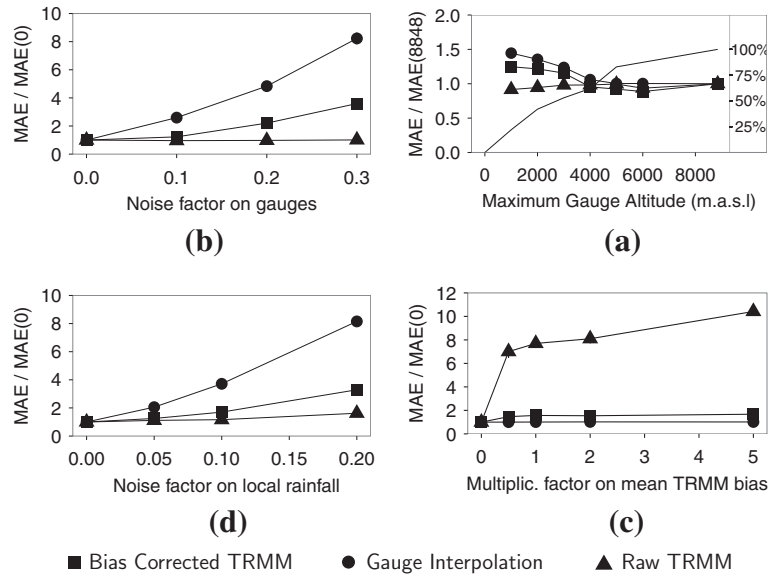 MAE / MAE(0)
10
8
6
4
2
0
0.0 0.1 0.2 0.3
Noise factor on gauges
(b)
MAE / MAE(8848)
2.0
1.5
1.0
0.5
0.0
100%
75%
50%
25%
0 2000 4000 6000 8000
Maximum Gauge Altitude (m.a.s.l)
(a)
MAE / MAE(0)
10
8
6
4
2
0
0.00 0.05 0.10 0.15 0.20
Noise factor on local rainfall
(d)
MAE / MAE(0)
12
10
8
6
4
2
0
0 1 2 3 4 5
Multiplic. factor on mean TRMM bias
(c)
Bias Corrected TRMM Gauge Interpolation Raw TRMM